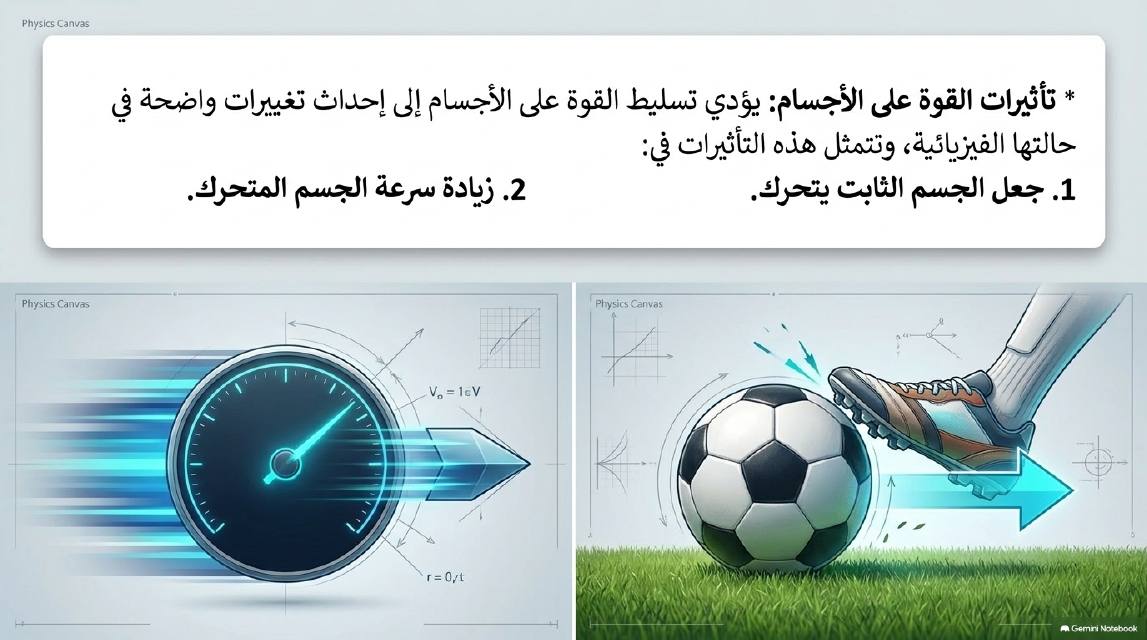 Physics Canvas
* تأثيرات القوة على الأجسام: يؤدي تسليط القوة على الأجسام إلى إحداث تغييرات واضحة في
حالتها الفيزيائية، وتتمثل هذه التأثيرات في:
1. جعل الجسم الثابت يتحرك. 2. زيادة سرعة الجسم المتحرك.
Physics Canvas
Physics Canvas
Gemini Notebook